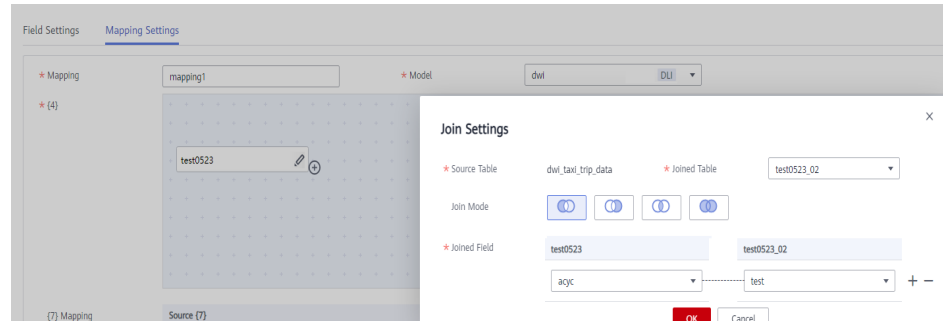 Field Settings Mapping Settings
* Mapping mapping1 * Model dwi DLI
* {4}
test0523
Join Settings X
* Source Table dwi_taxi_trip_data * Joined Table test0523_02
Join Mode
* Joined Field test0523 test0523_02
acyc test + −
{7} Mapping Source {7}
OK Cancel